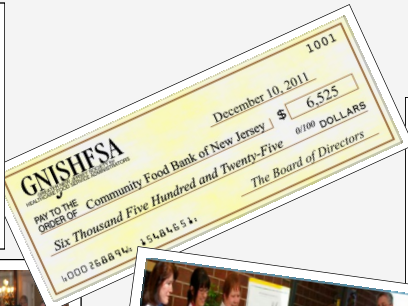 1001
December 10, 2011
GNISHFSA
PAY TO THE
ORDER OF Community Food Bank of New Jersey $ 6,525
Six Thousand Five Hundred and Twenty-Five 0/100 DOLLARS
The Board of Directors